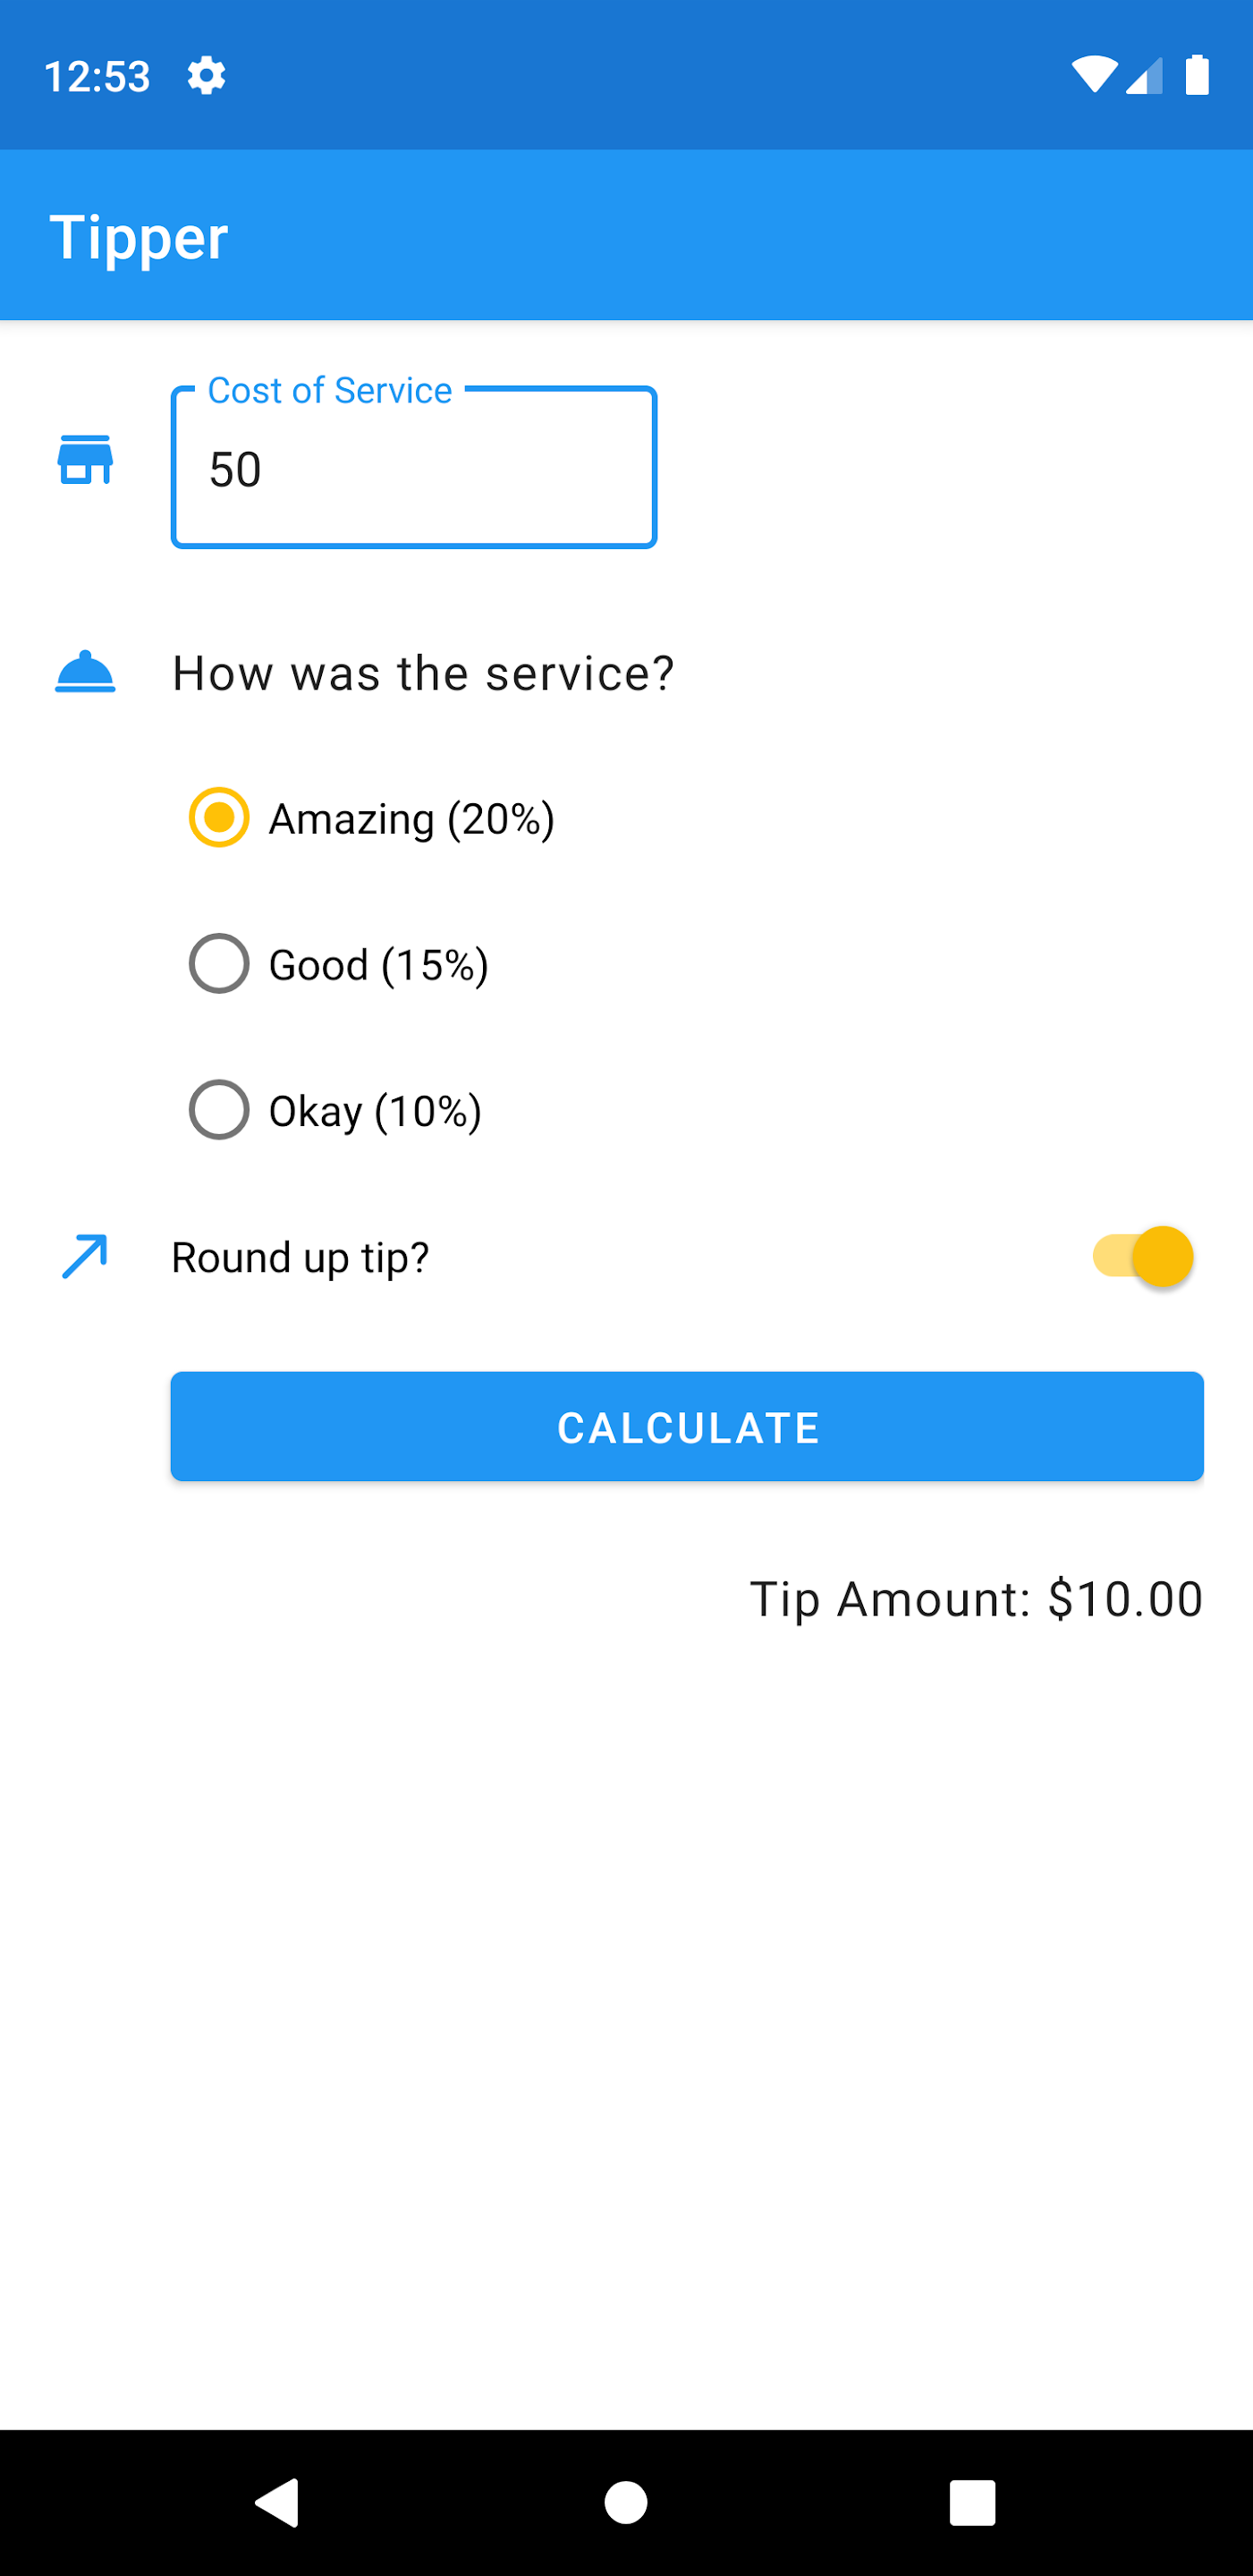 12:53
Tipper
Cost of Service
50
How was the service?
Amazing (20%)
Good (15%)
Okay (10%)
Round up tip?
CALCULATE
Tip Amount: $10.00